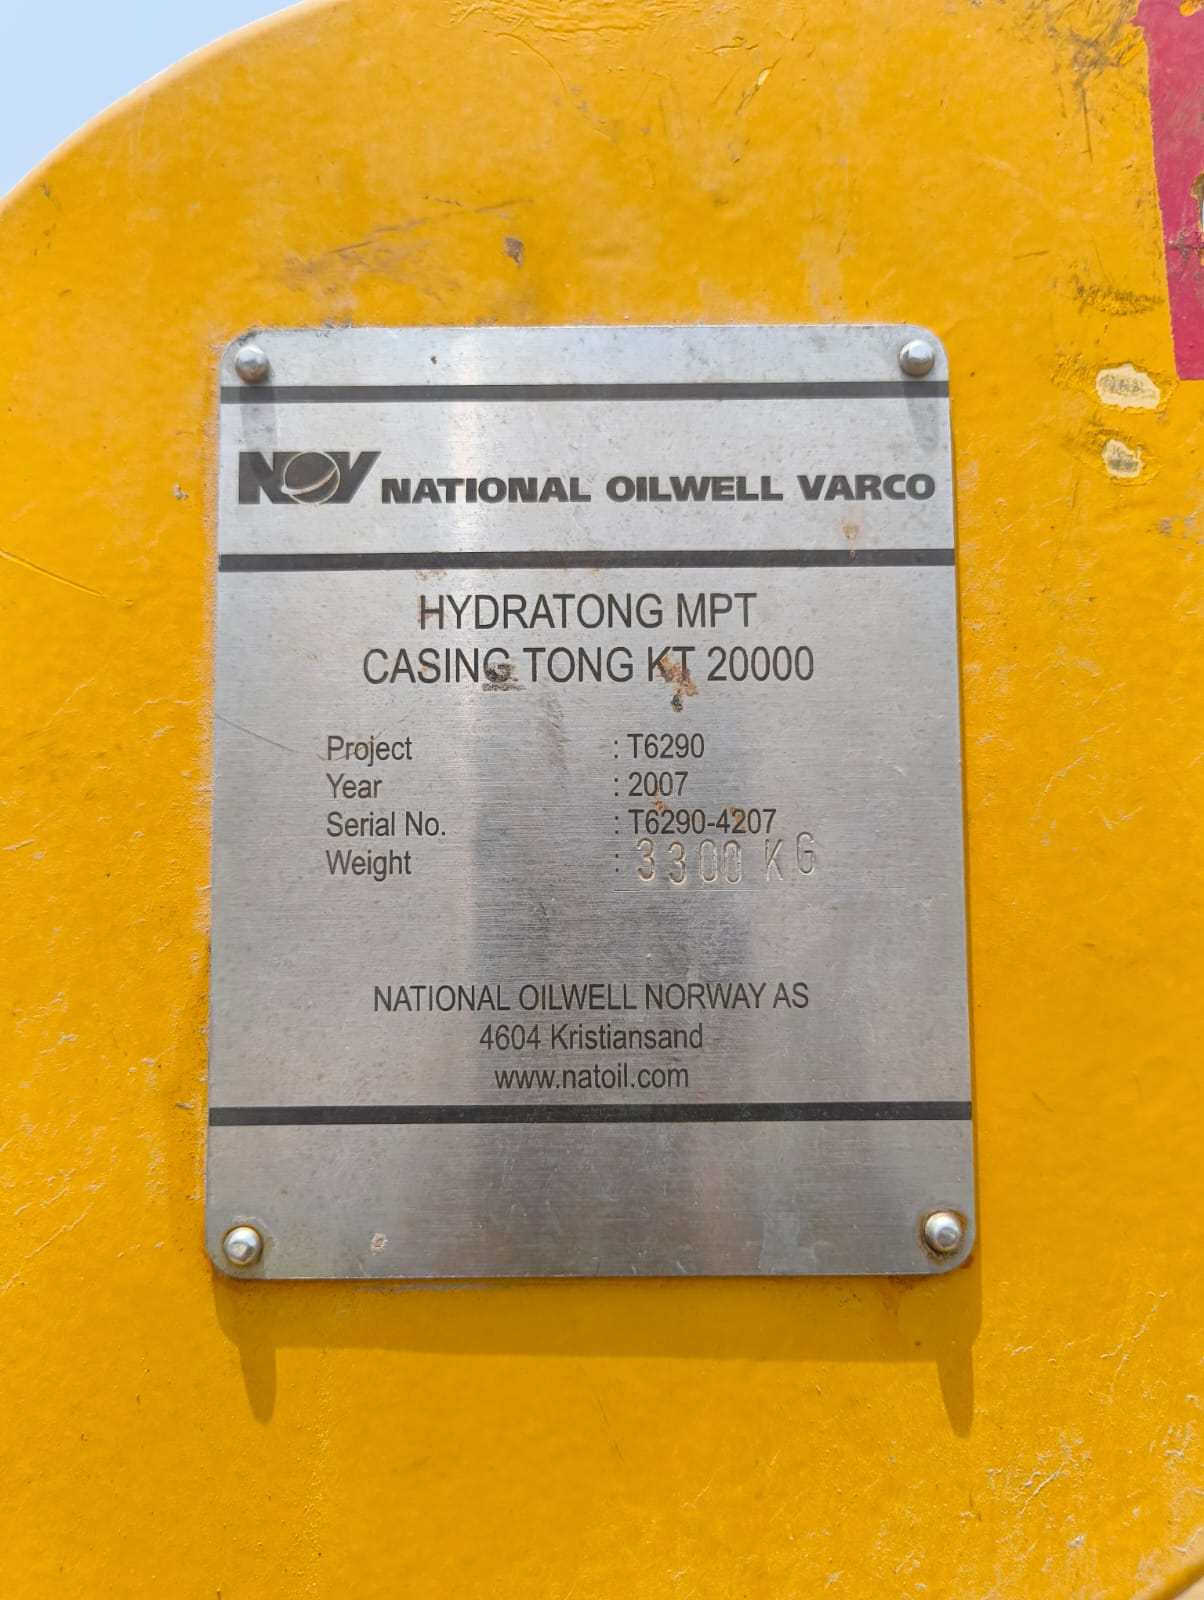 NOV NATIONAL OILWELL VARCO
HYDRATONG MPT
CASING TONG KT 20000
Project : T6290
Year : 2007
Serial No. : T6290-4207
Weight : 3300 KG
NATIONAL OILWELL NORWAY AS
4604 Kristiansand
www.natoil.com